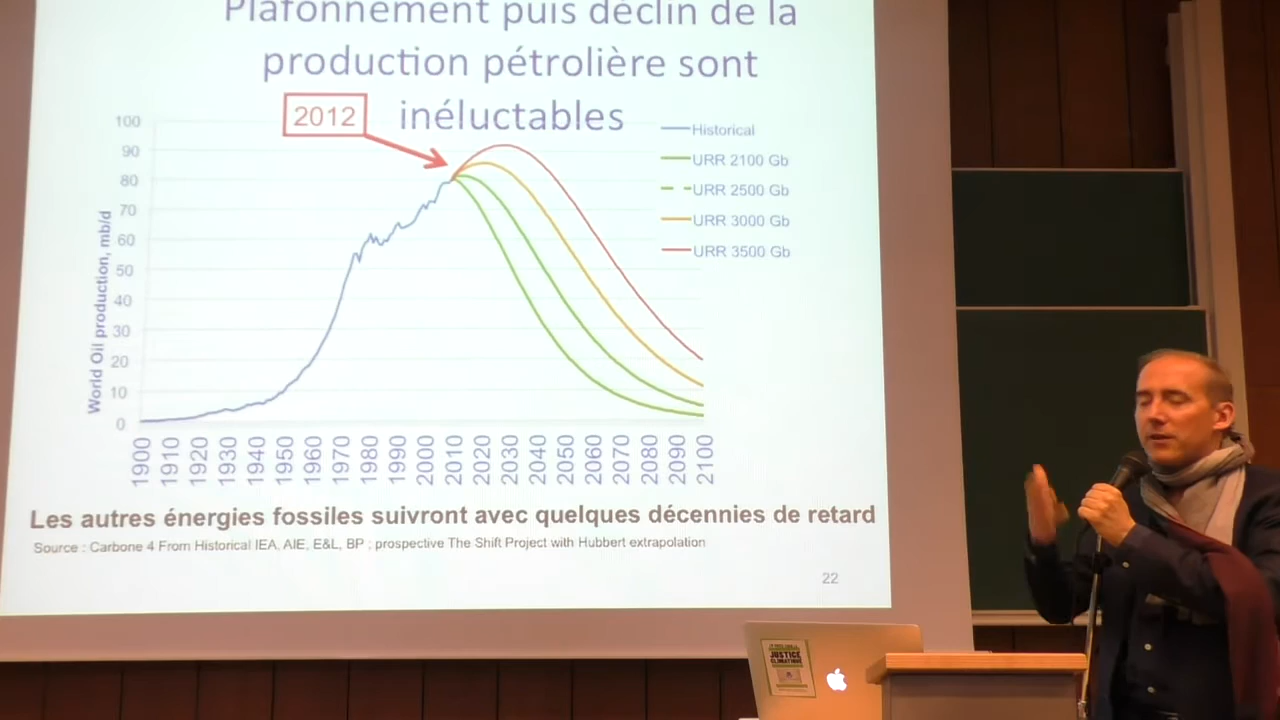 Plafonnement puis déclin de la
production pétrolière sont
inéluctables
2012
World Oil production, mb/d
100
90
80
70
60
50
40
30
20
10
0
1900
1910
1920
1930
1940
1950
1960
1970
1980
1990
2000
2010
2020
2030
2040
2050
2060
2070
2080
2090
2100
Historical
URR 2100 Gb
URR 2500 Gb
URR 3000 Gb
URR 3500 Gb
Les autres énergies fossiles suivront avec quelques décennies de retard
Source : Carbone 4 From Historical IEA, AIE, E&L, BP ; prospective The Shift Project with Hubbert extrapolation
22
JUSTICE
CLIMATIQUE